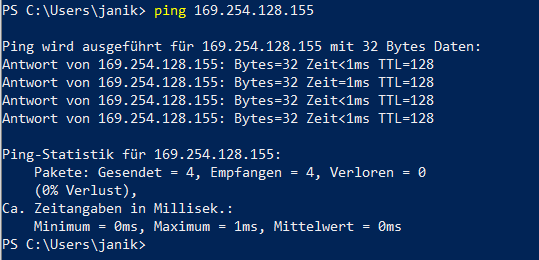 PS C:\Users\janik> ping 169.254.128.155
Ping wird ausgeführt für 169.254.128.155 mit 32 Bytes Daten:
Antwort von 169.254.128.155: Bytes=32 Zeit<1ms TTL=128
Antwort von 169.254.128.155: Bytes=32 Zeit=1ms TTL=128
Antwort von 169.254.128.155: Bytes=32 Zeit<1ms TTL=128
Antwort von 169.254.128.155: Bytes=32 Zeit<1ms TTL=128
Ping-Statistik für 169.254.128.155:
    Pakete: Gesendet = 4, Empfangen = 4, Verloren = 0
    (0% Verlust),
Ca. Zeitangaben in Millisek.:
    Minimum = 0ms, Maximum = 1ms, Mittelwert = 0ms
PS C:\Users\janik>